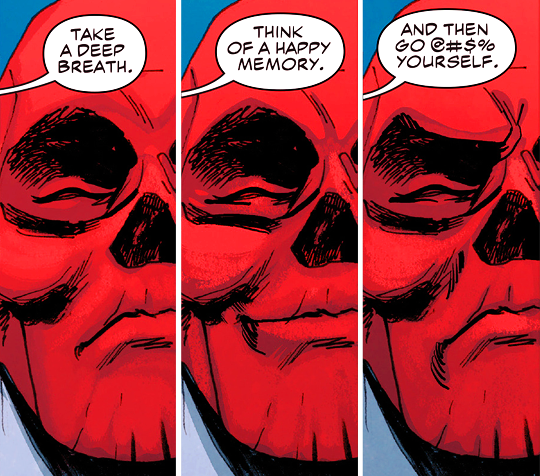 TAKE
A DEEP
BREATH.
THINK
OF A HAPPY
MEMORY.
AND THEN
GO @#$%
YOURSELF.